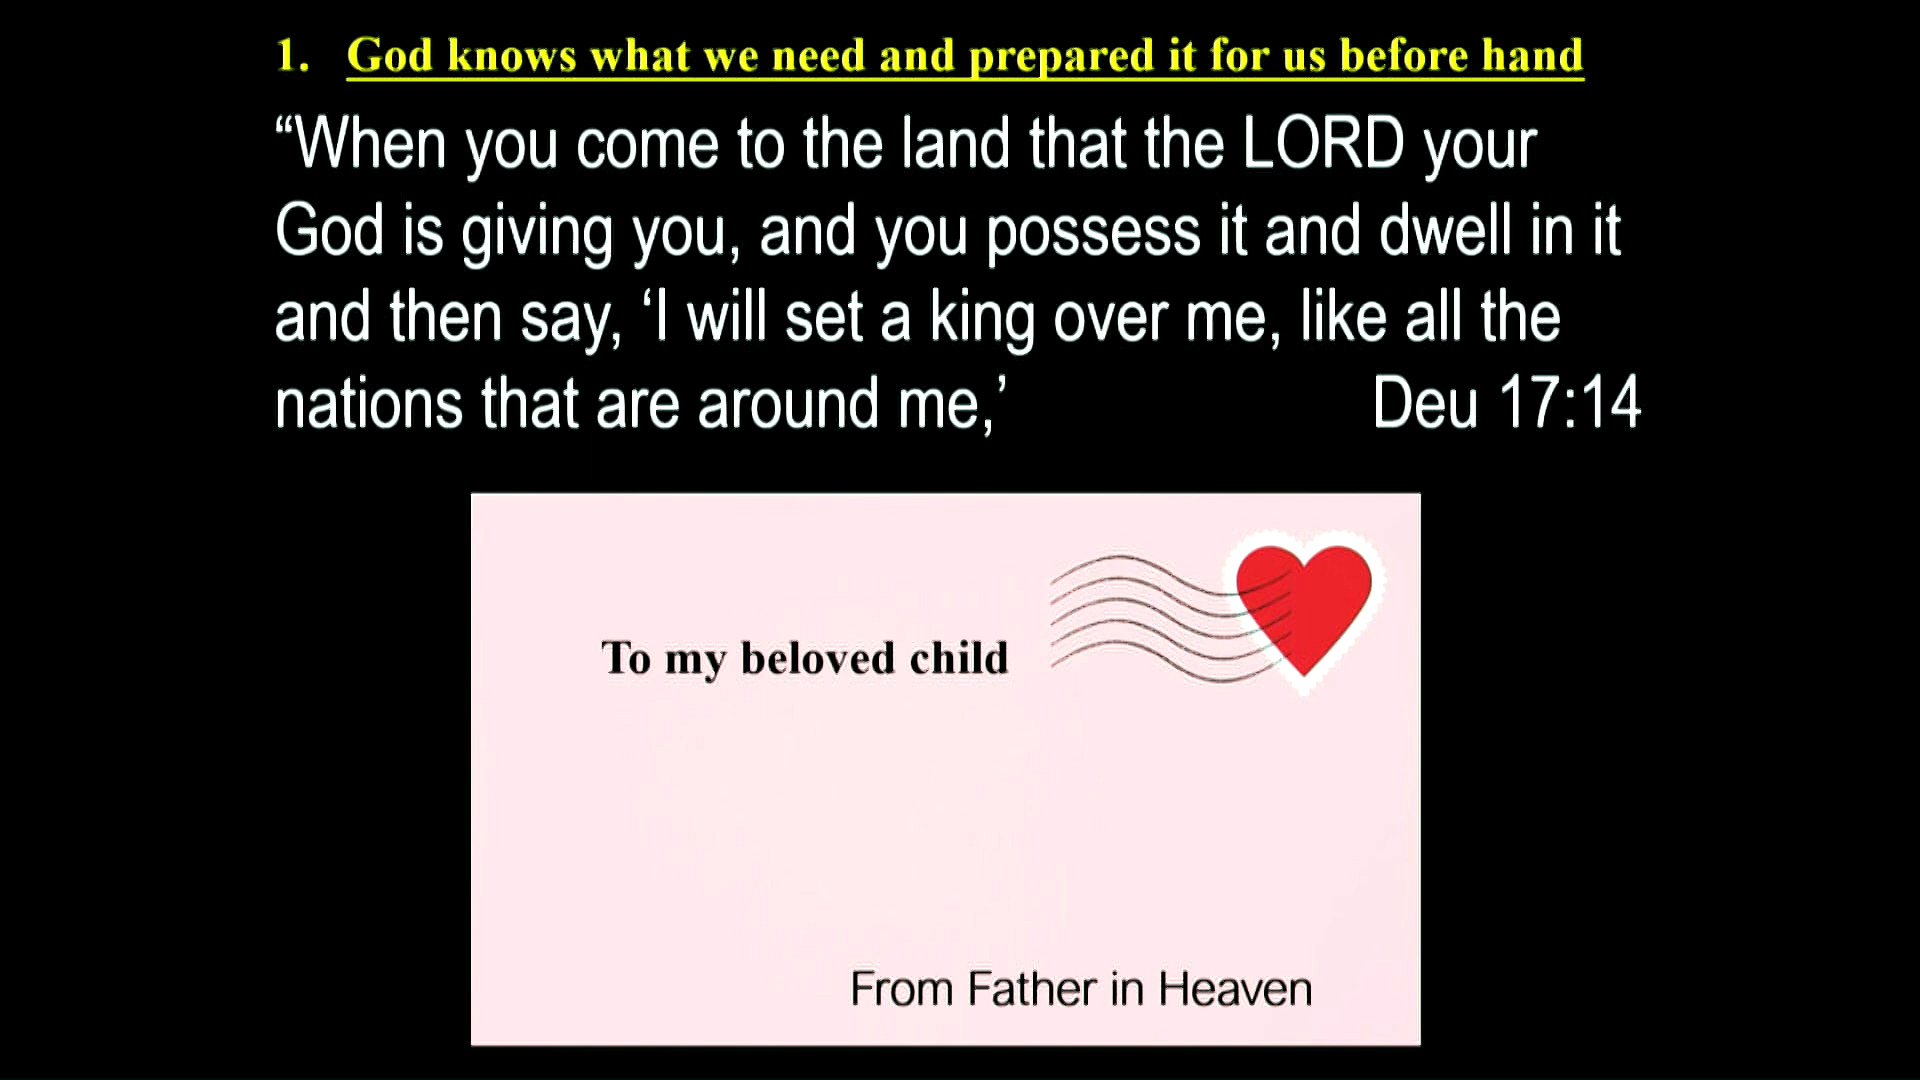 1. God knows what we need and prepared it for us before hand
“When you come to the land that the LORD your
God is giving you, and you possess it and dwell in it
and then say, ‘I will set a king over me, like all the
nations that are around me,’ Deu 17:14
To my beloved child
From Father in Heaven